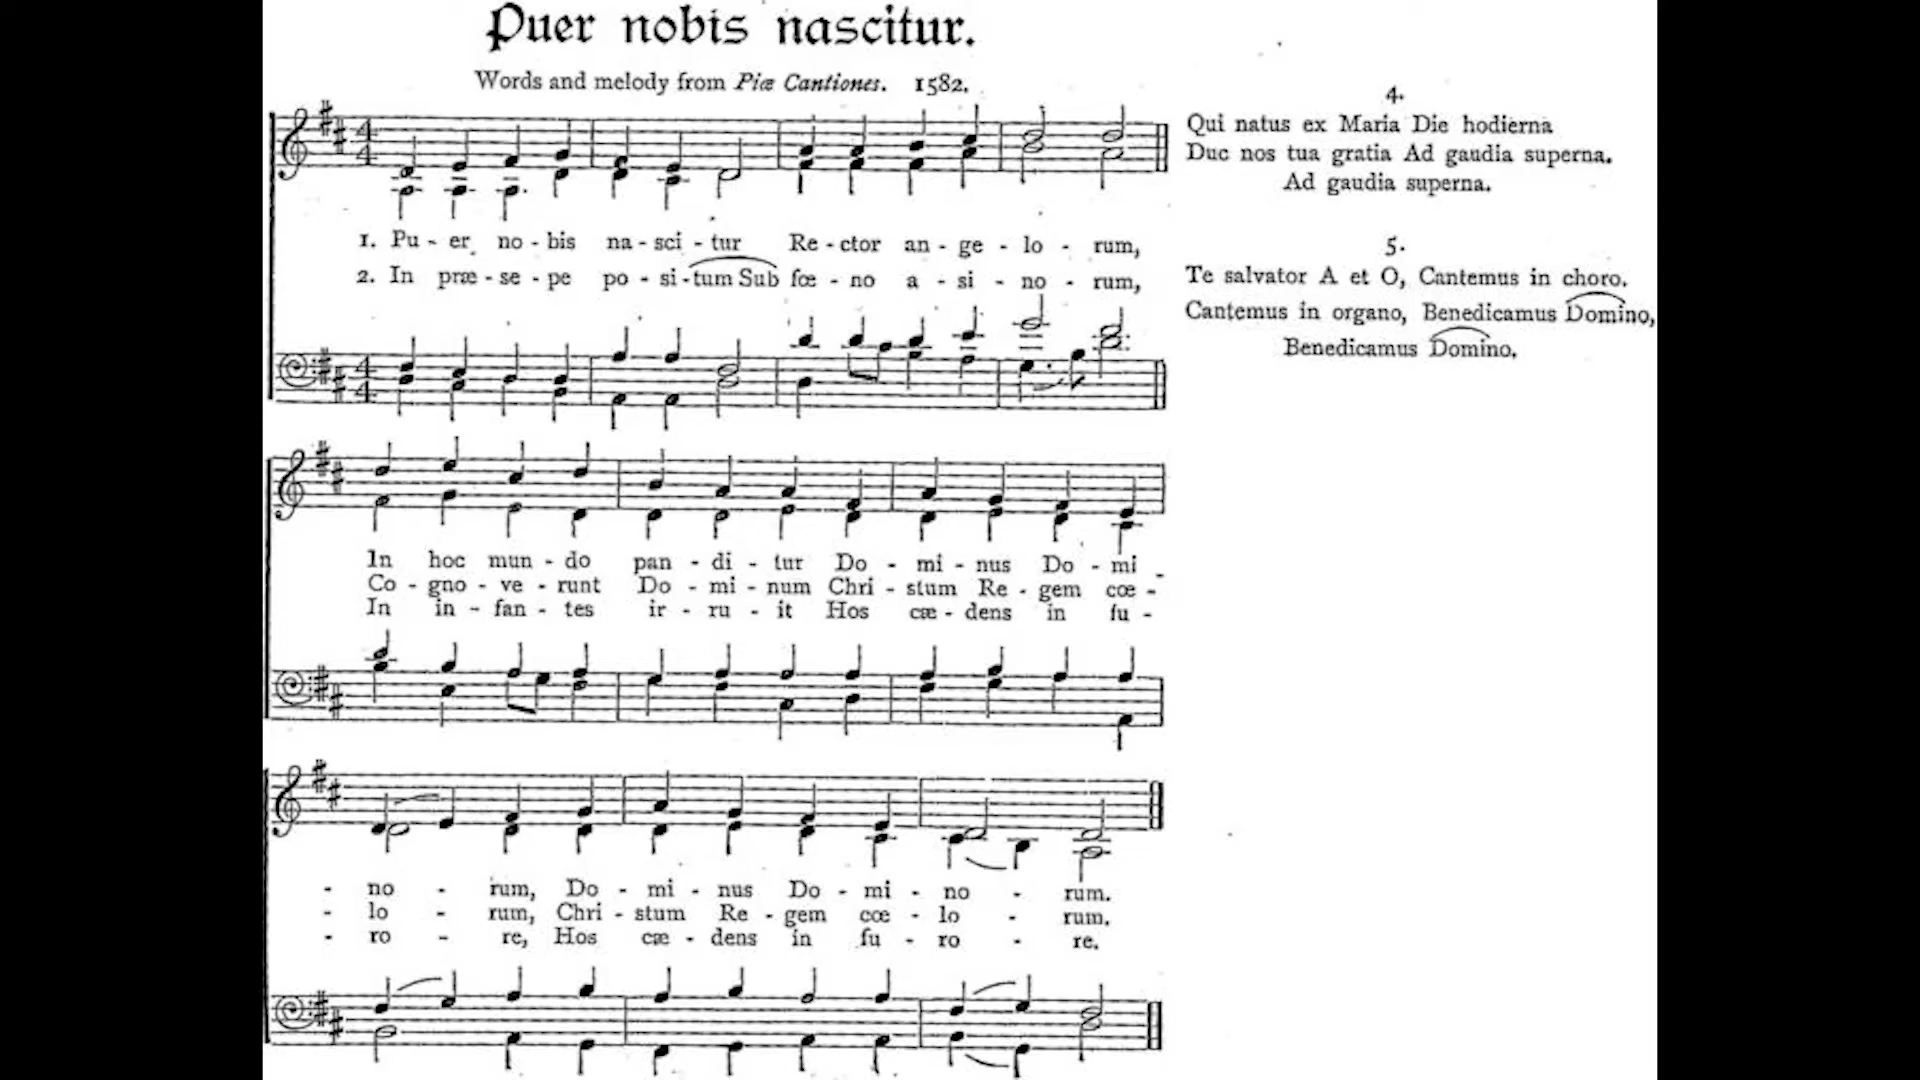 Puer nobis nascitur.
Words and melody from Piæ Cantiones. 1582.
1. Pu - er no - bis na - sci - tur Re - ctor an - ge - lo - rum,
2. In præ - se - pe po - si - tum Sub fœ - no a - si - no - rum,
In hoc mun - do pan - di - tur Do - mi - nus Do - mi -
Co - gno - ve - runt Do - mi - num Chri - stum Re - gem cœ -
In in - fan - tes ir - ru - it Hos cæ - dens in fu -
- no - rum, Do - mi - nus Do - mi - no - rum.
- lo - rum, Chri - stum Re - gem cœ - lo - rum.
- ro - re, Hos cæ - dens in fu - ro - re.
4.
Qui natus ex Maria Die hodierna
Duc nos tua gratia Ad gaudia superna.
Ad gaudia superna.
5.
Te salvator A et O, Cantemus in choro.
Cantemus in organo, Benedicamus Domino,
Benedicamus Domino.